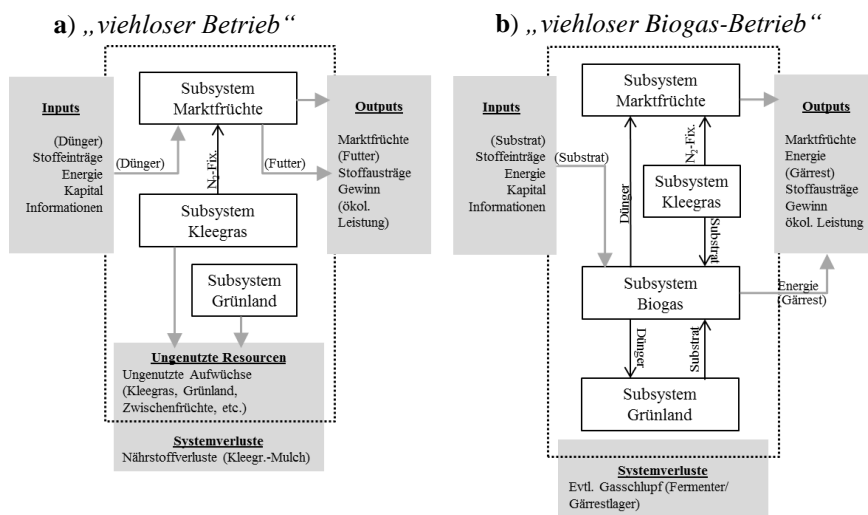 a) „viehloser Betrieb“
Subsystem
Marktfrüchte
Inputs
(Dünger)
Stoffeinträge
Energie
Kapital
Informationen
(Dünger)
N₂-Fix.
(Futter)
Outputs
Marktfrüchte
(Futter)
Stoffausträge
Gewinn
(ökol.
Leistung)
Subsystem
Kleegras
Subsystem
Grünland
Ungenutzte Resourcen
Ungenutzte Aufwüchse
(Kleegras, Grünland,
Zwischenfrüchte, etc.)
Systemverluste
Nährstoffverluste (Kleegr.-Mulch)
b) „viehloser Biogas-Betrieb“
Subsystem
Marktfrüchte
Inputs
(Substrat)
Stoffeinträge
Energie
Kapital
Informationen
(Substrat)
Dünger
N₂-Fix.
Subsystem
Kleegras
Substrat
Outputs
Marktfrüchte
Energie
(Gärrest)
Stoffausträge
Gewinn
ökol. Leistung
Subsystem
Biogas
Energie
(Gärrest)
Dünger
Substrat
Subsystem
Grünland
Systemverluste
Evtl. Gasschlupf (Fermenter/
Gärrestlager)